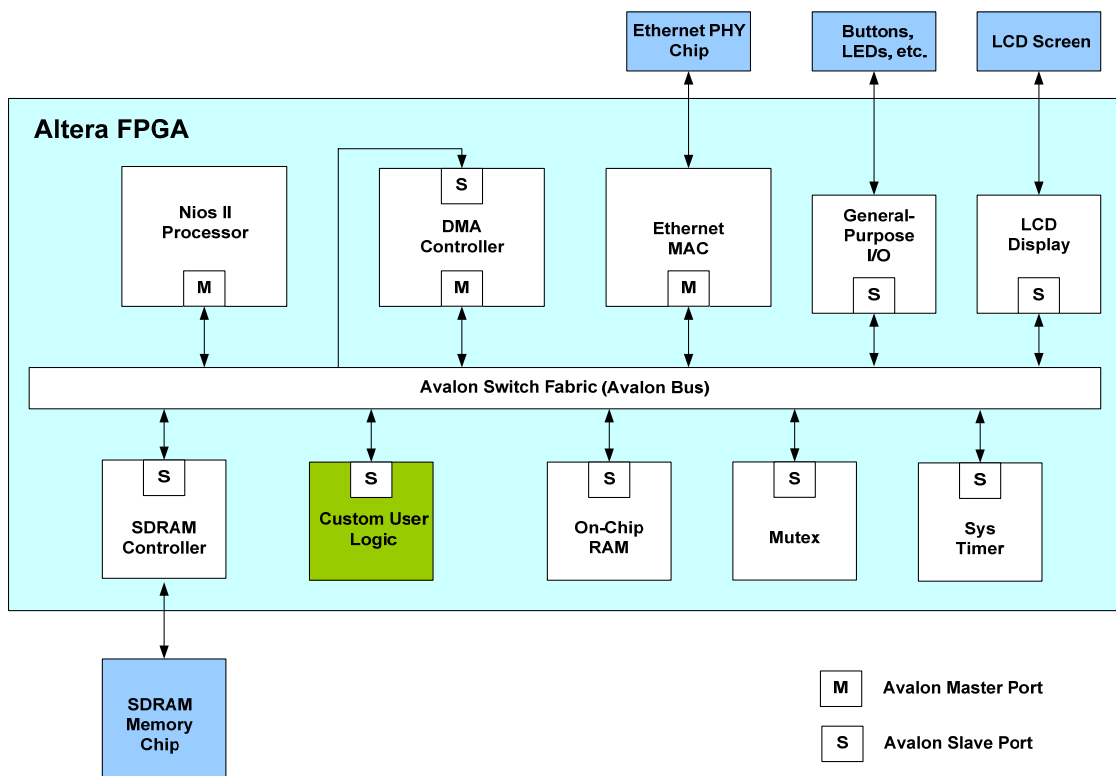 Ethernet PHY
Chip
Buttons,
LEDs, etc.
LCD Screen
Altera FPGA
Nios II
Processor
M
S
DMA
Controller
M
Ethernet
MAC
M
General-
Purpose
I/O
S
LCD
Display
S
Avalon Switch Fabric (Avalon Bus)
S
SDRAM
Controller
S
Custom User
Logic
S
On-Chip
RAM
S
Mutex
S
Sys
Timer
SDRAM
Memory
Chip
M
Avalon Master Port
S
Avalon Slave Port